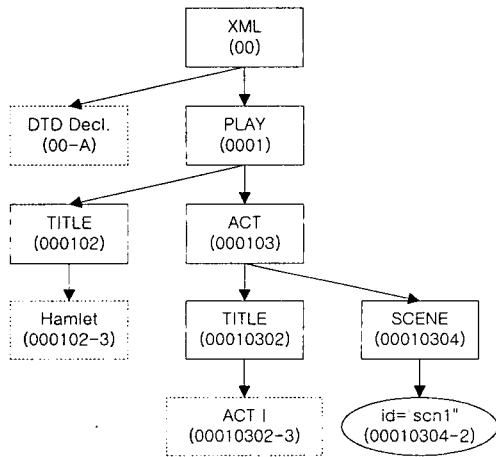 XML
(00)
DTD Decl.
(00-A)
PLAY
(0001)
TITLE
(000102)
ACT
(000103)
Hamlet
(000102-3)
TITLE
(00010302)
SCENE
(00010304)
ACT I
(00010302-3)
id="scn1"
(00010304-2)